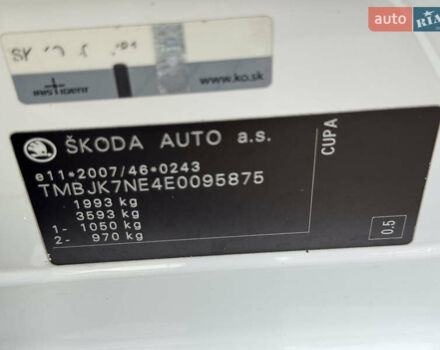 auto RIA
www.ko.sk
ŠKODA AUTO a.s.
e11*2007/46*0243
TMBJK7NE4E0095875
1993 kg
3593 kg
1- 1050 kg
2- 970 kg
CUPA
0.5